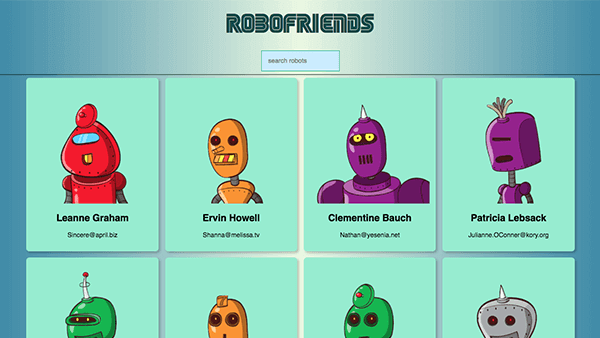 ROBOFRIENDS
search robots
Leanne Graham
Sincere@april.biz
Ervin Howell
Shanna@melissa.tv
Clementine Bauch
Nathan@yesenia.net
Patricia Lebsack
Julianne.OConner@kory.org